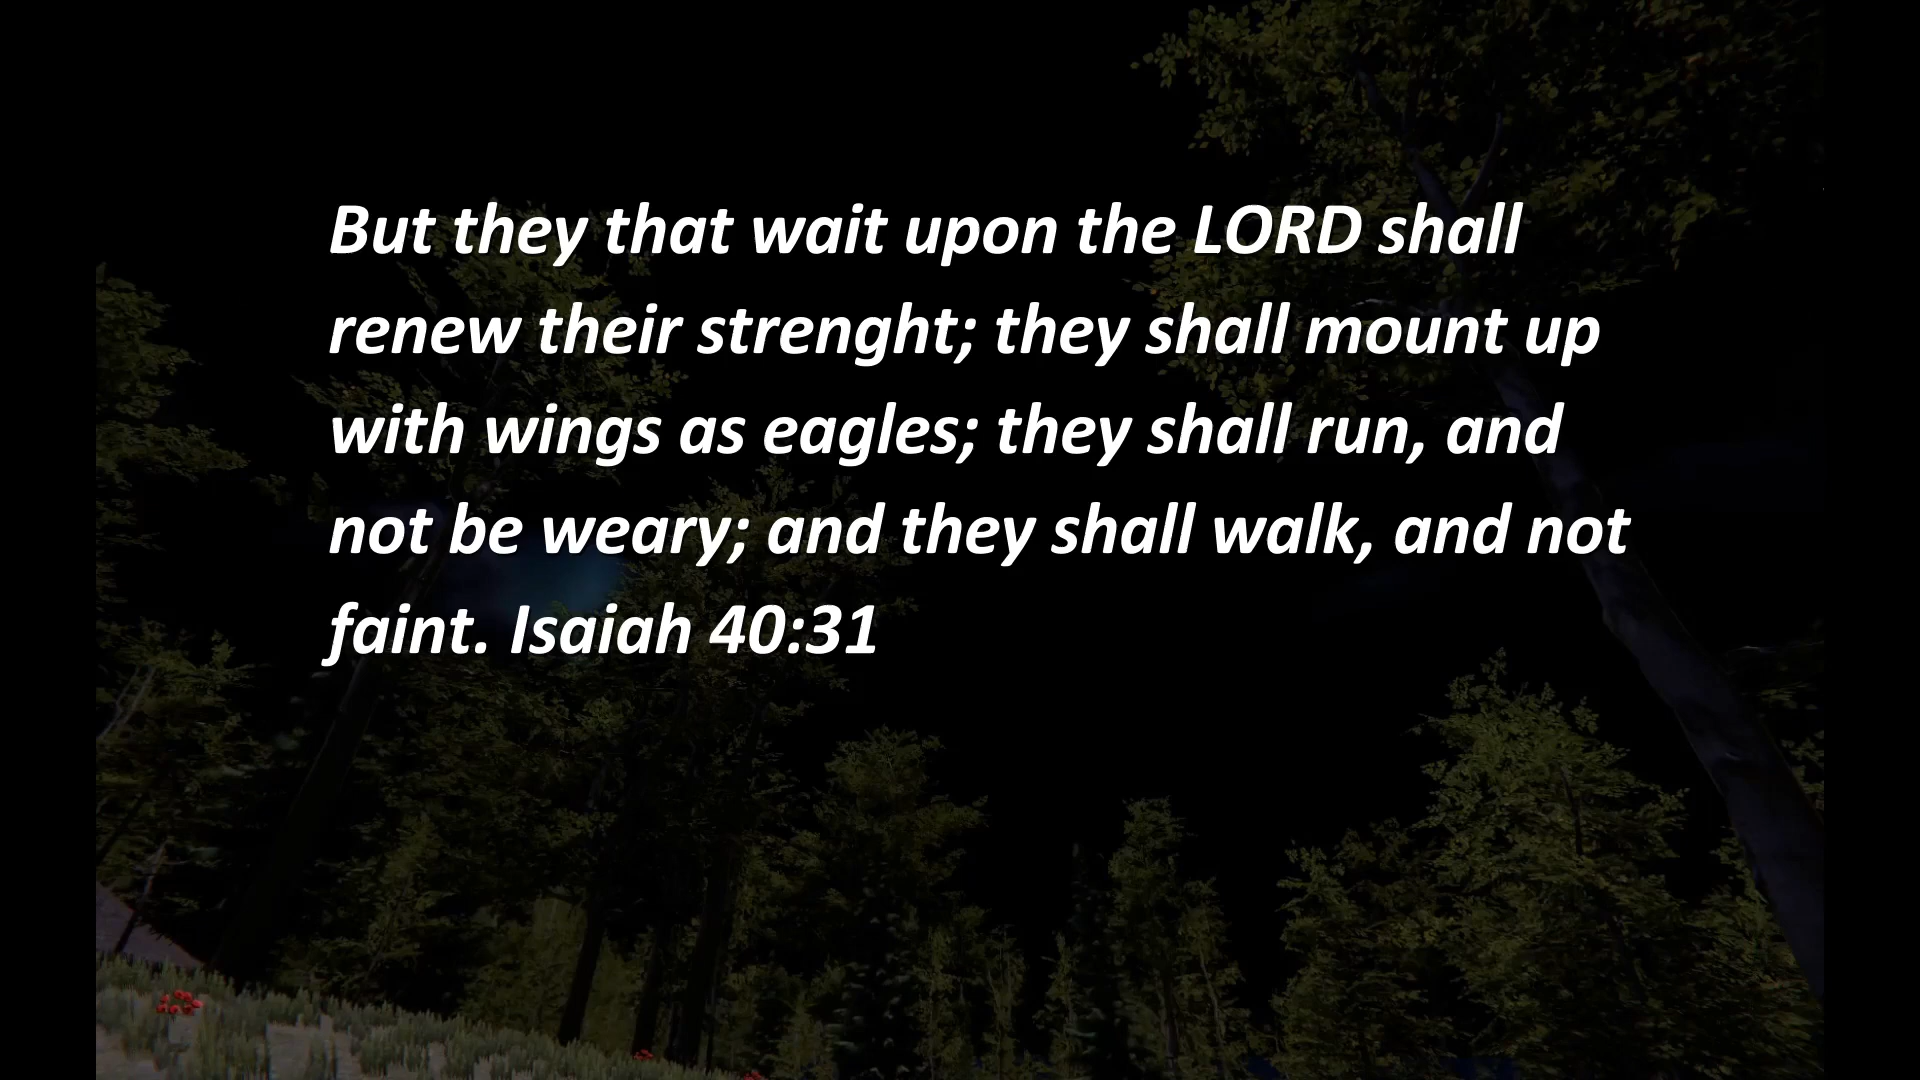 But they that wait upon the LORD shall
renew their strenght; they shall mount up
with wings as eagles; they shall run, and
not be weary; and they shall walk, and not
faint. Isaiah 40:31